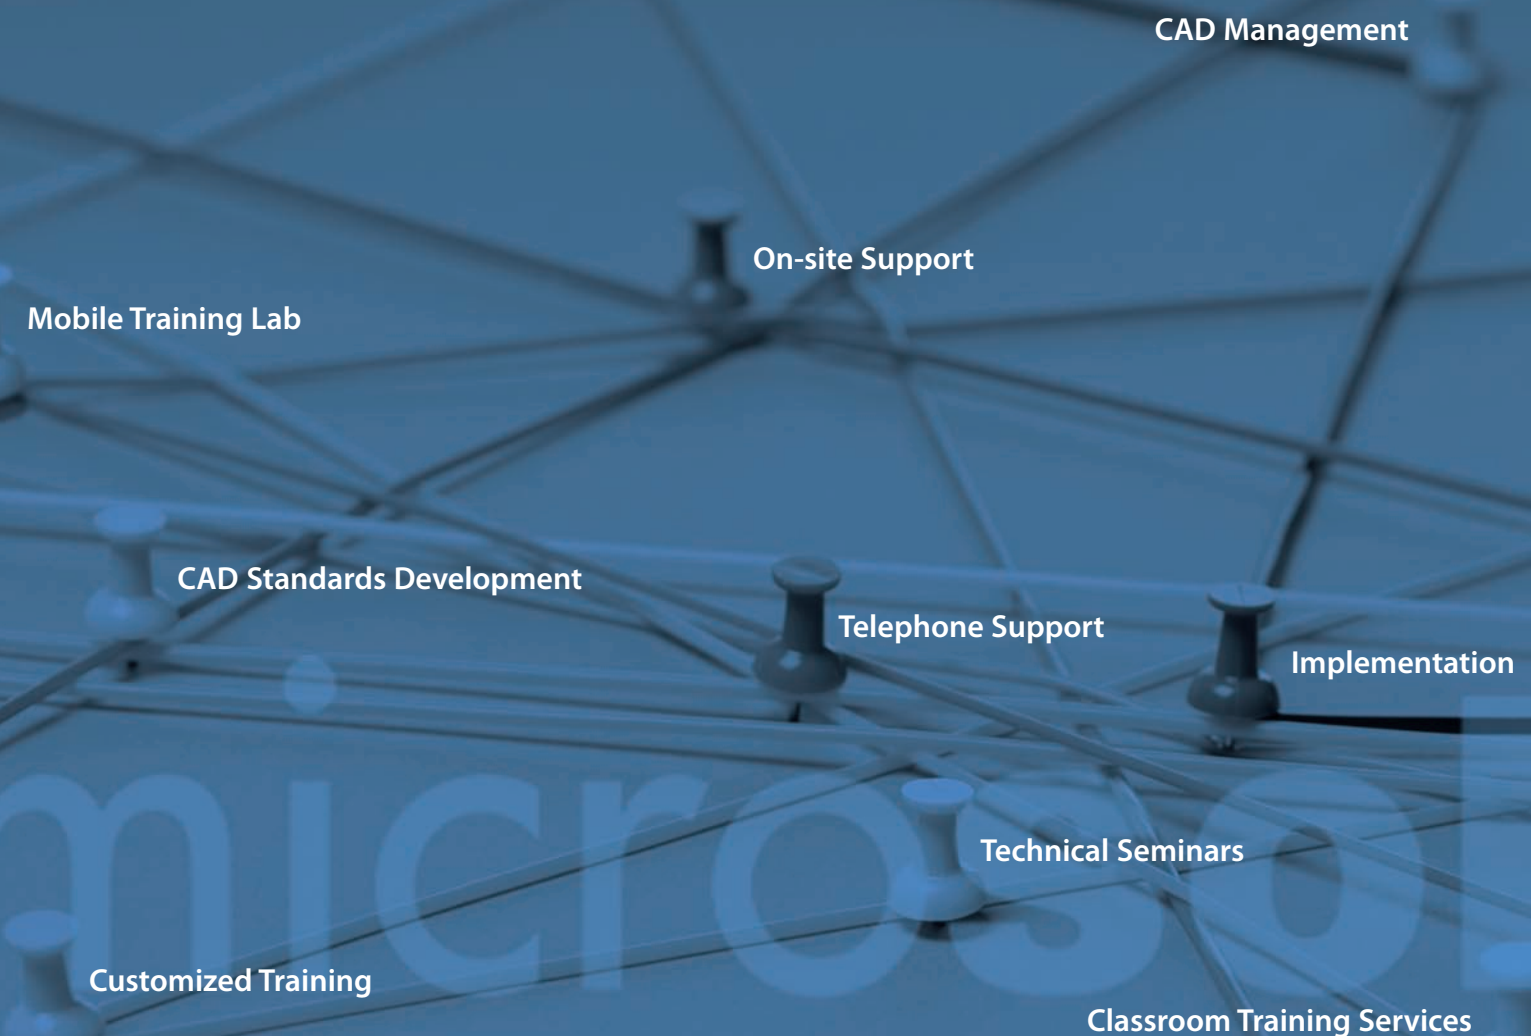 CAD Management
On-site Support
Mobile Training Lab
CAD Standards Development
Telephone Support
Implementation
microsol
Technical Seminars
Customized Training
Classroom Training Services